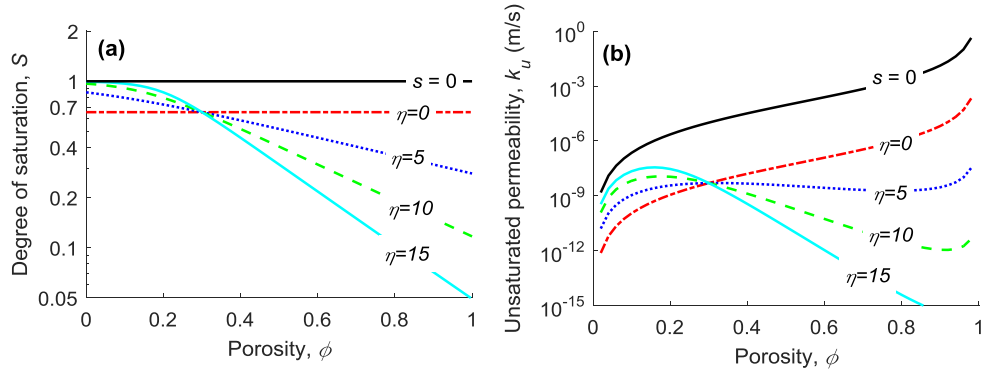 (a)
Degree of saturation, S
2
1
0.7
0.4
0.2
0.1
0.05
s = 0
η=0
η=5
η=10
η=15
0 0.2 0.4 0.6 0.8 1
Porosity, ϕ
(b)
Unsaturated permeability, k_u (m/s)
10^0
10^-3
10^-6
10^-9
10^-12
10^-15
s = 0
η=0
η=5
η=10
η=15
0 0.2 0.4 0.6 0.8 1
Porosity, ϕ